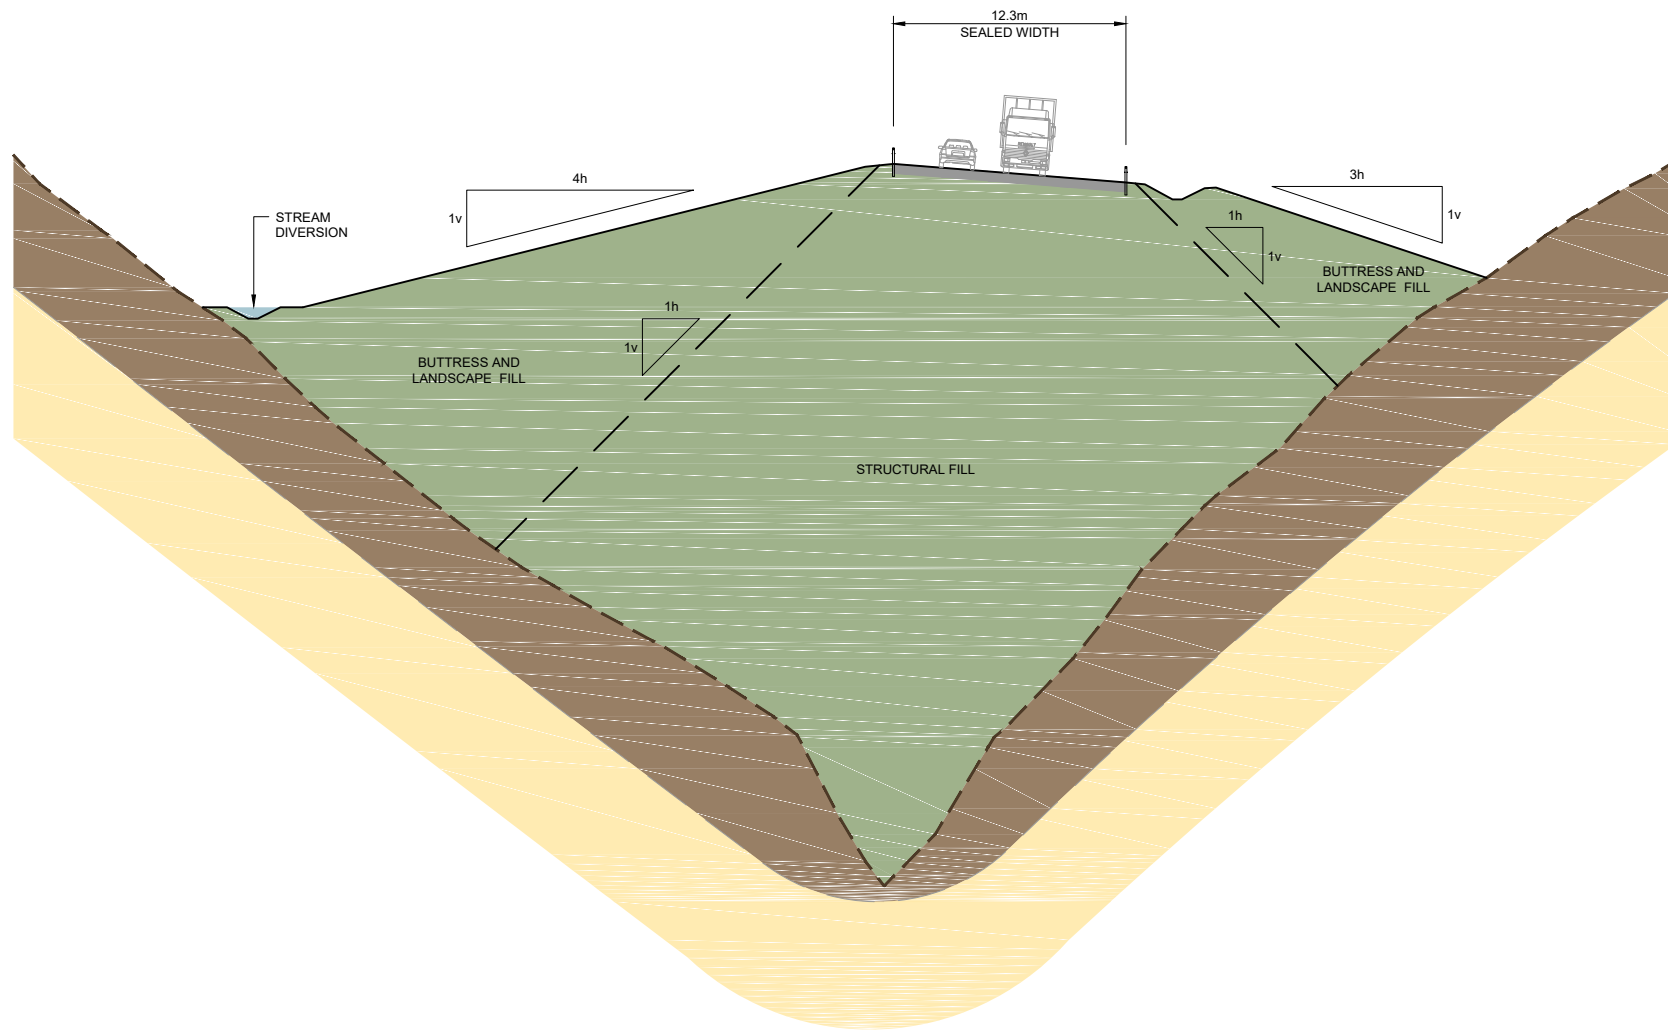 12.3m
SEALED WIDTH
4h
1v
STREAM
DIVERSION
3h
1v
1h
1v
BUTTRESS AND
LANDSCAPE FILL
1h
1v
BUTTRESS AND
LANDSCAPE FILL
STRUCTURAL FILL